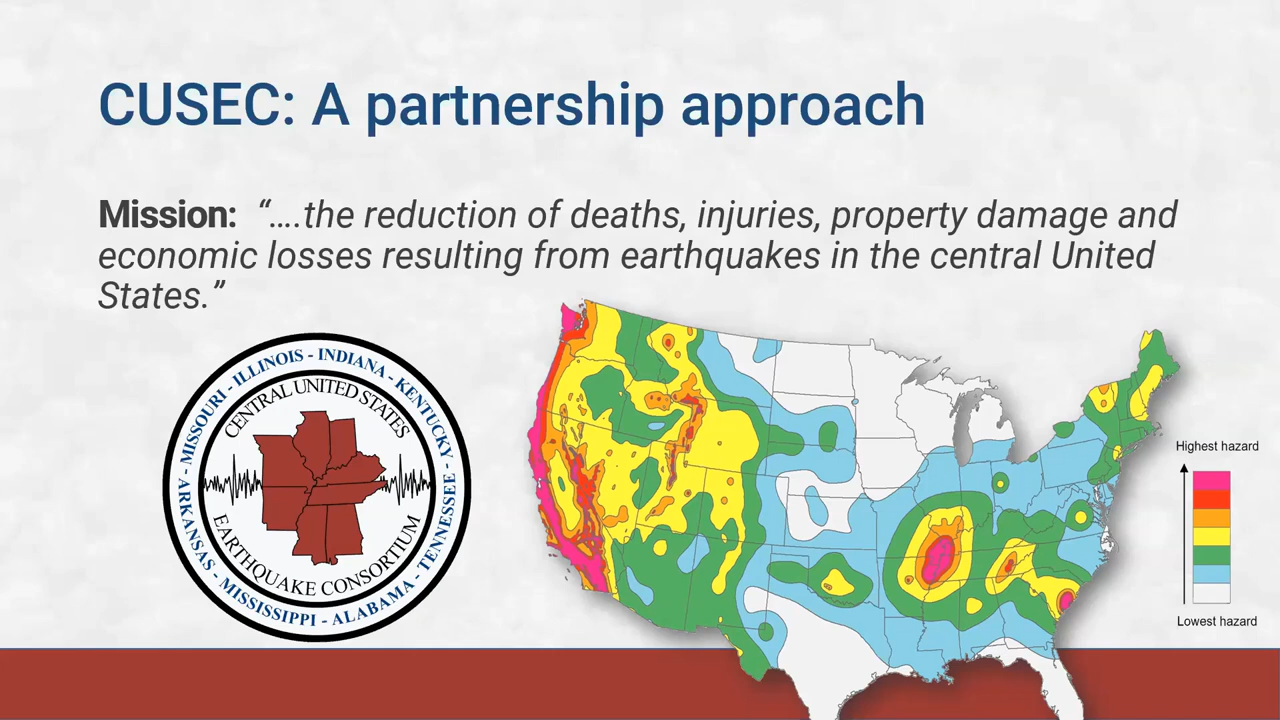 CUSEC: A partnership approach
Mission: “....the reduction of deaths, injuries, property damage and
economic losses resulting from earthquakes in the central United
States.”
ARKANSAS - MISSOURI - ILLINOIS - INDIANA - KENTUCKY - TENNESSEE
CENTRAL UNITED STATES
EARTHQUAKE CONSORTIUM
MISSISSIPPI - ALABAMA
Highest hazard
Lowest hazard